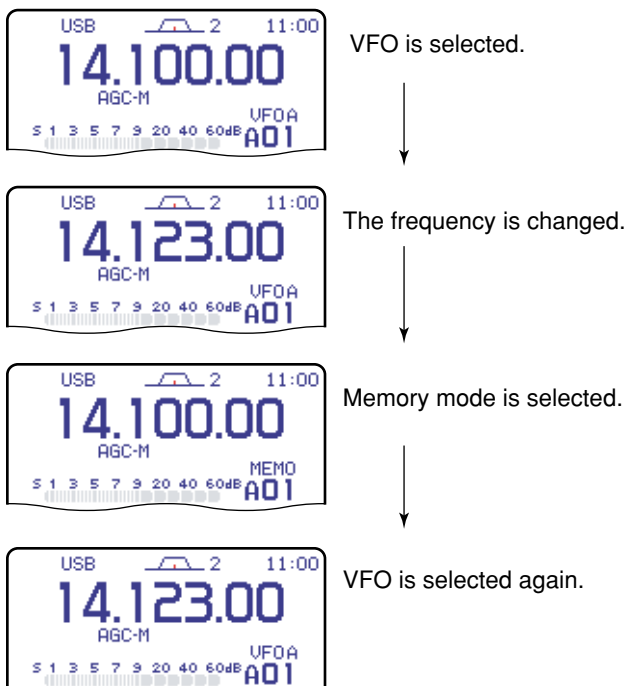 USB 2 11:00
14.100.00
AGC-M
VFOA
S 1 3 5 7 9 20 40 60dB A01
VFO is selected.
USB 2 11:00
14.123.00
AGC-M
VFOA
S 1 3 5 7 9 20 40 60dB A01
The frequency is changed.
USB 2 11:00
14.100.00
AGC-M
MEMO
S 1 3 5 7 9 20 40 60dB A01
Memory mode is selected.
USB 2 11:00
14.123.00
AGC-M
VFOA
S 1 3 5 7 9 20 40 60dB A01
VFO is selected again.